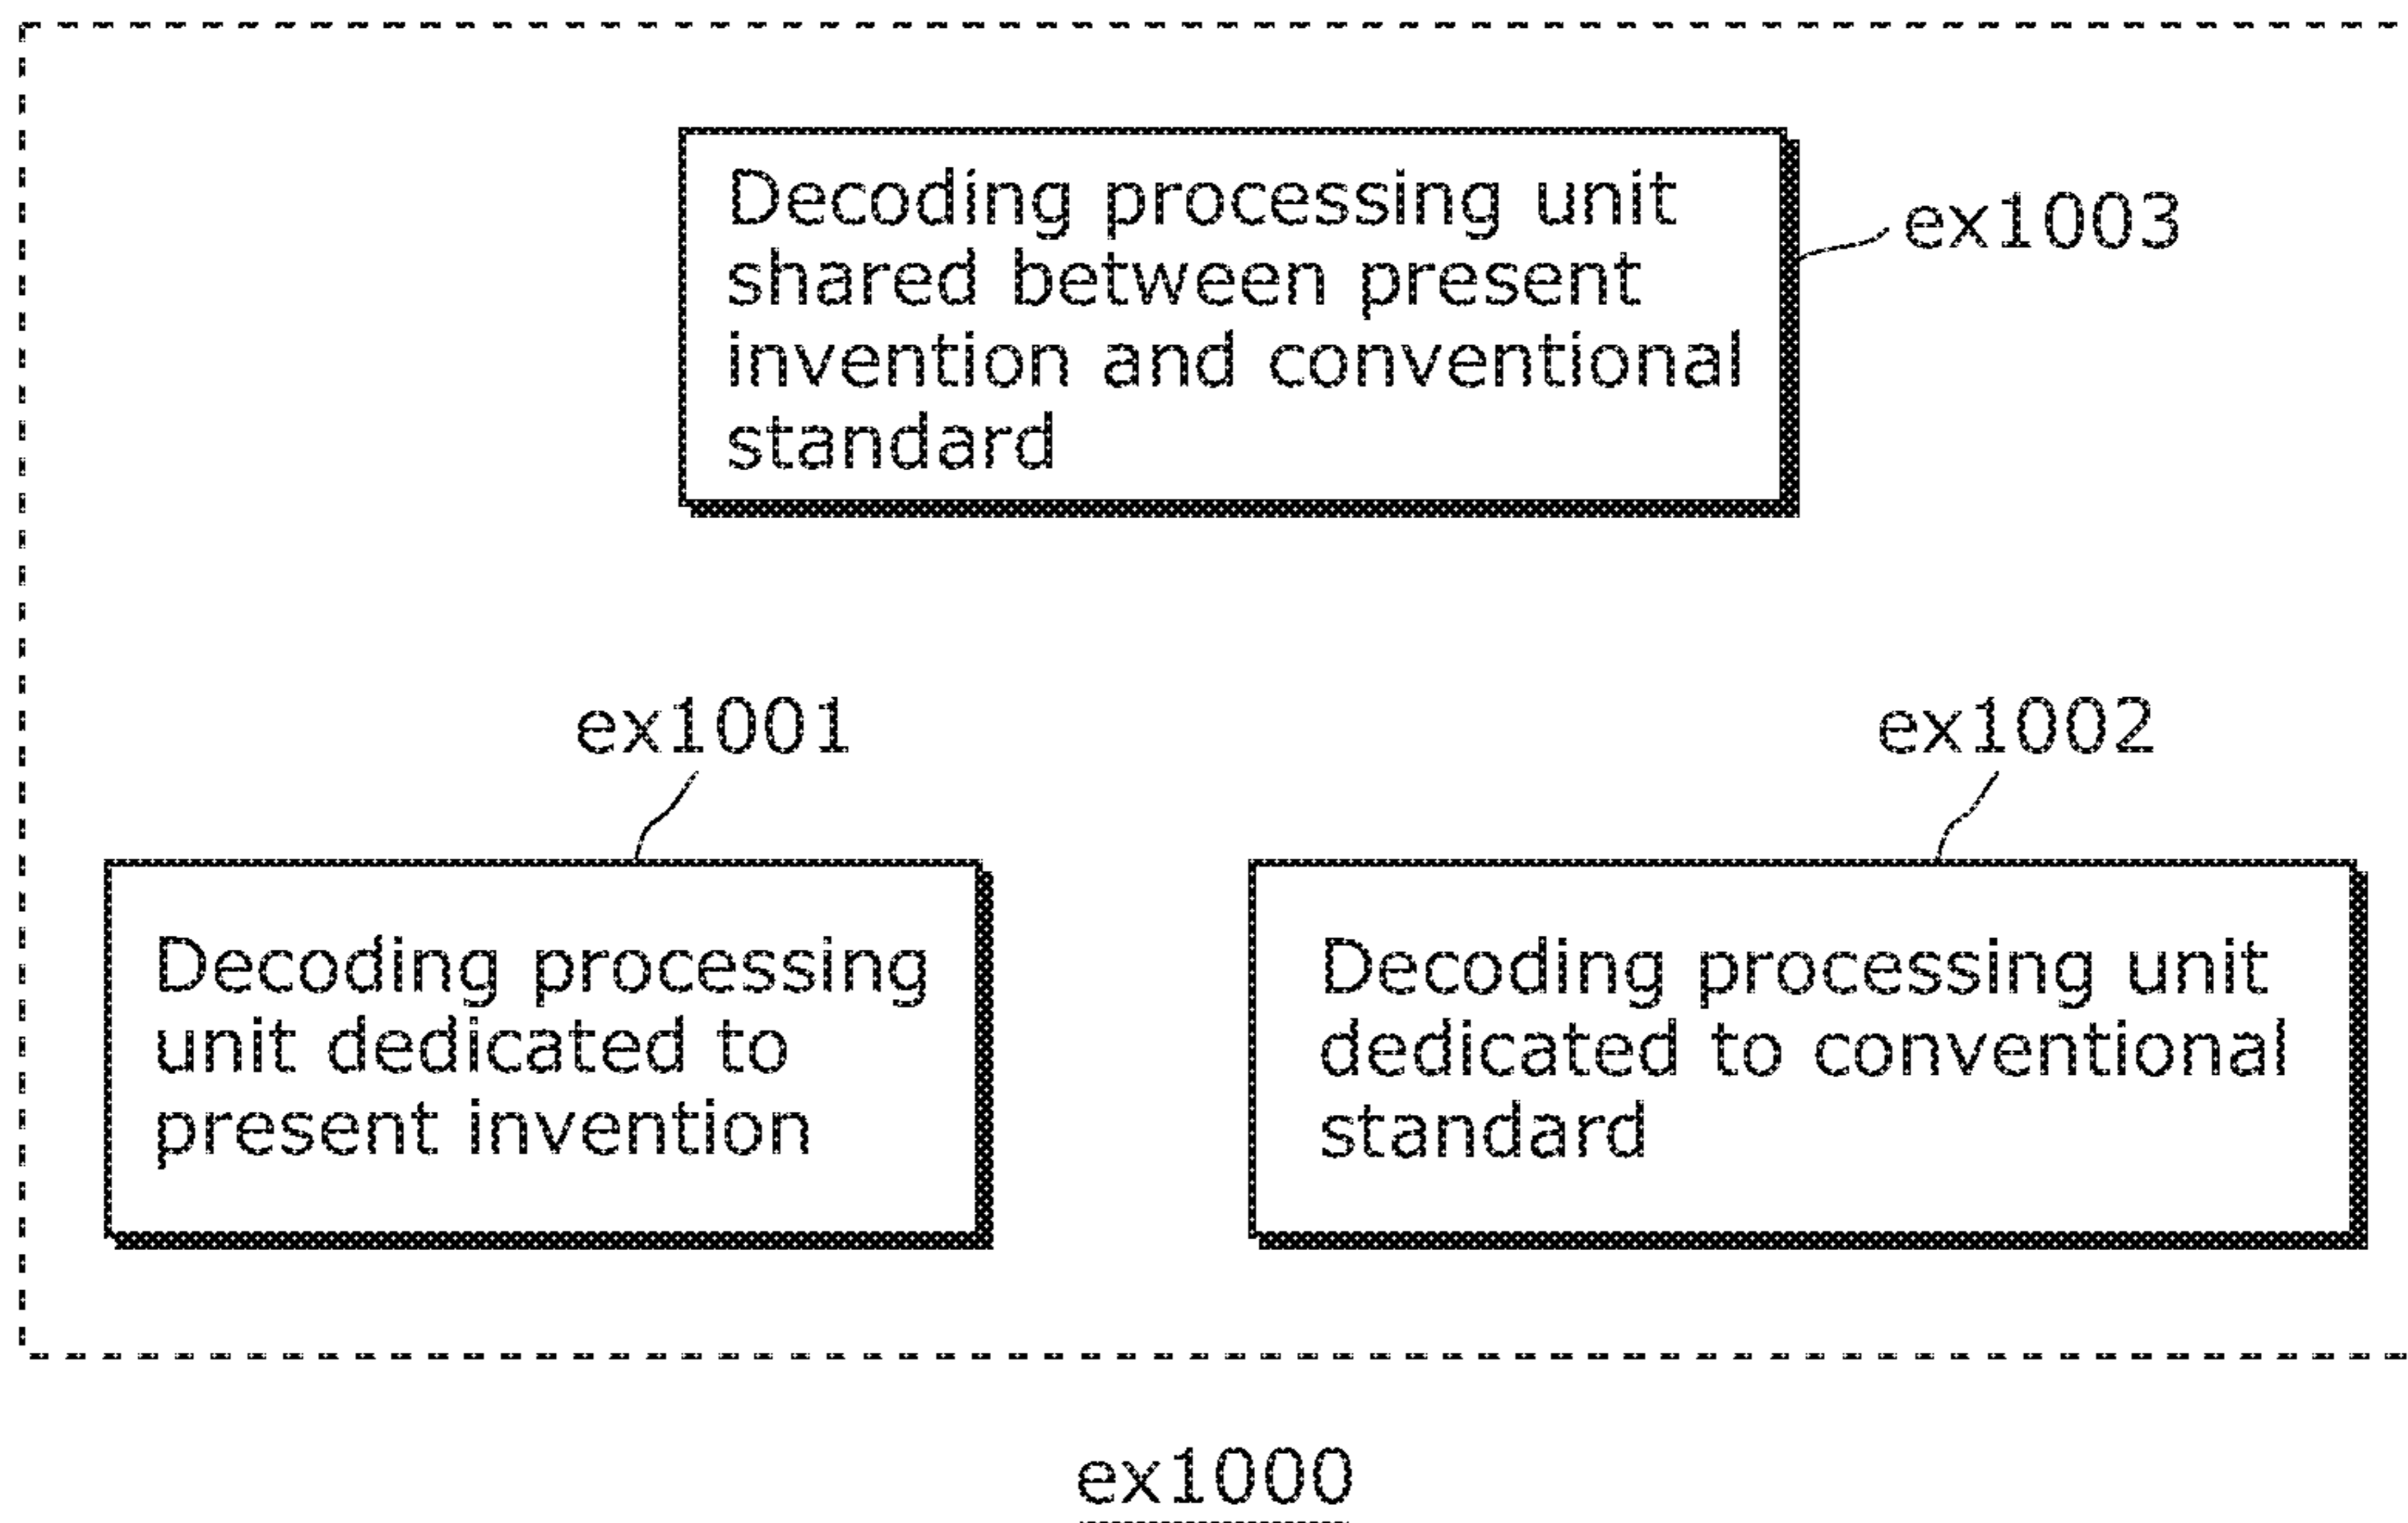 Decoding processing unit
shared between present
invention and conventional
standard
ex1003
ex1001
ex1002
Decoding processing
unit dedicated to
present invention
Decoding processing unit
dedicated to conventional
standard
ex1000